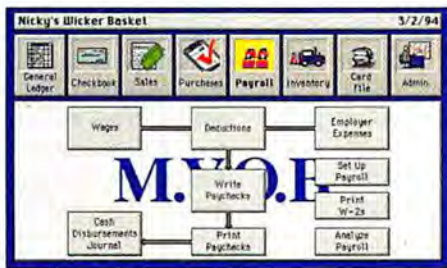 Nicky's Wicker Basket 3/2/94
General Ledger
Checkbook
Sales
Purchases
Payroll
Inventory
Card File
Admin.
Wages
Deductions
Employer Expenses
M.Y.O.B
Set Up Payroll
Write Paychecks
Print W-2s
Cash Disbursements Journal
Print Paychecks
Analyze Payroll